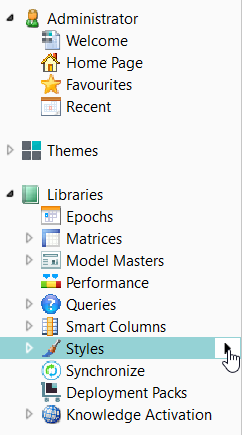 Administrator
Welcome
Home Page
Favourites
Recent
Themes
Libraries
Epochs
Matrices
Model Masters
Performance
Queries
Smart Columns
Styles
Synchronize
Deployment Packs
Knowledge Activation